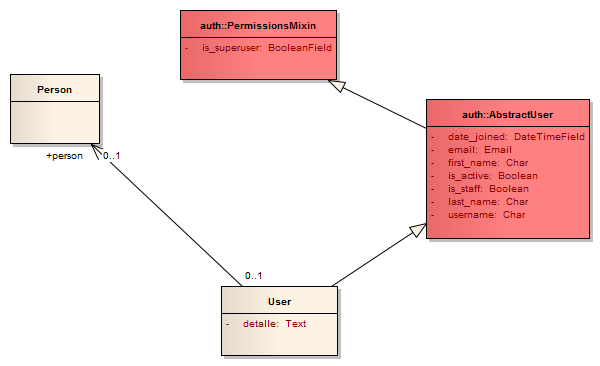 auth::PermissionsMixin
- is_superuser: BooleanField
Person
+person 0..1
auth::AbstractUser
- date_joined: DateTimeField
- email: Email
- first_name: Char
- is_active: Boolean
- is_staff: Boolean
- last_name: Char
- username: Char
0..1
User
- detalle: Text